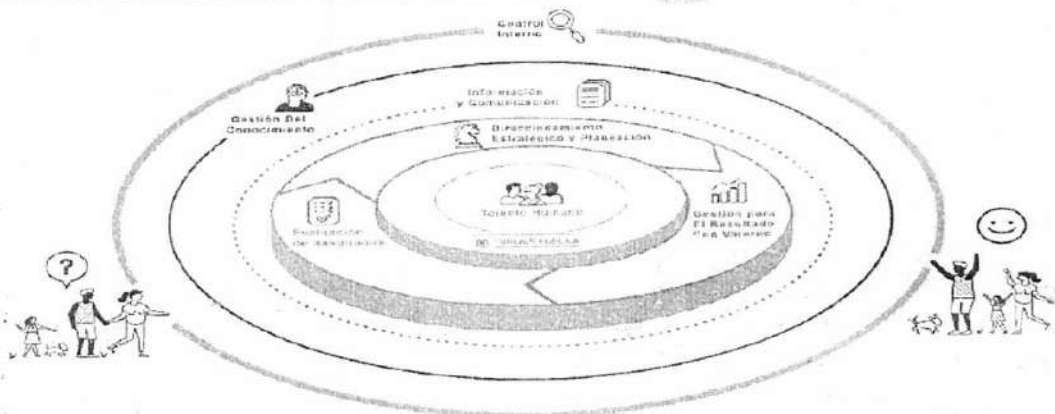 Control
Interno
Información
y Comunicación
Gestión Del
Conocimiento
Direccionamiento
Estratégico y Planeación
Talento Humano
Gestión para
El Resultado
Con Valores
Evaluación
de Resultados
?